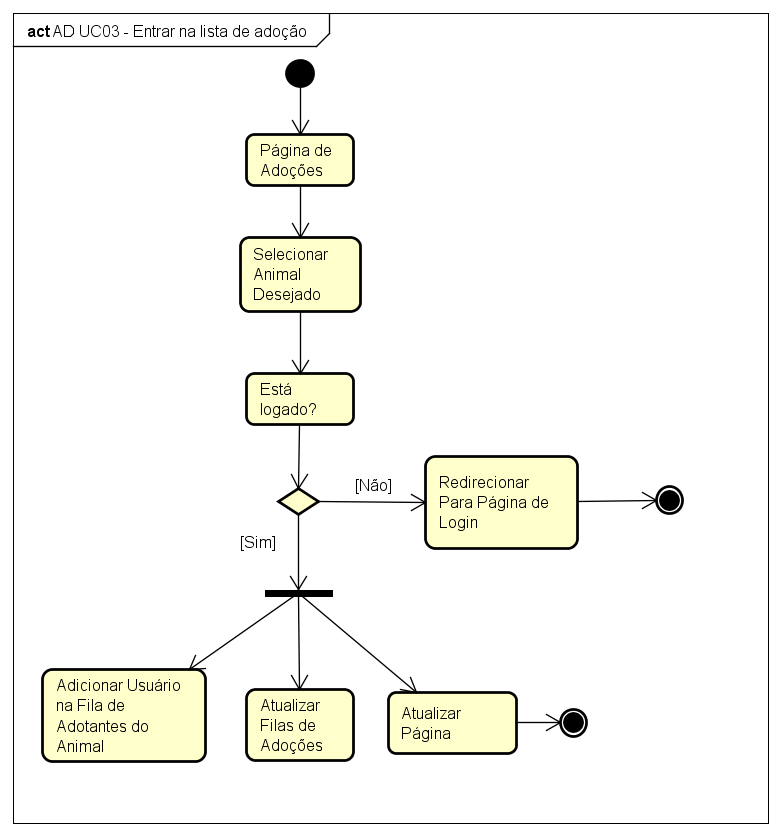 act AD UC03 - Entrar na lista de adoção
Página de
Adoções
Selecionar
Animal
Desejado
Está
logado?
[Não]
Redirecionar
Para Página de
Login
[Sim]
Adicionar Usuário
na Fila de
Adotantes do
Animal
Atualizar
Filas de
Adoções
Atualizar
Página